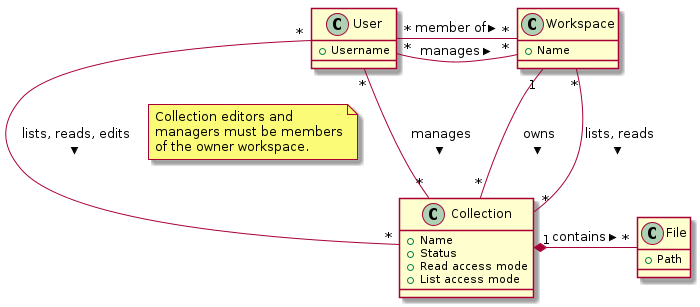 C User
+ Username
* member of▶ *
* manages▶ *
C Workspace
+ Name
*
lists, reads, edits
▼
*
Collection editors and
managers must be members
of the owner workspace.
*
manages
▼
*
1
owns
▼
*
*
lists, reads
▼
*
C Collection
Name
Status
Read access mode
List access mode
1 contains▶ *
C File
Path